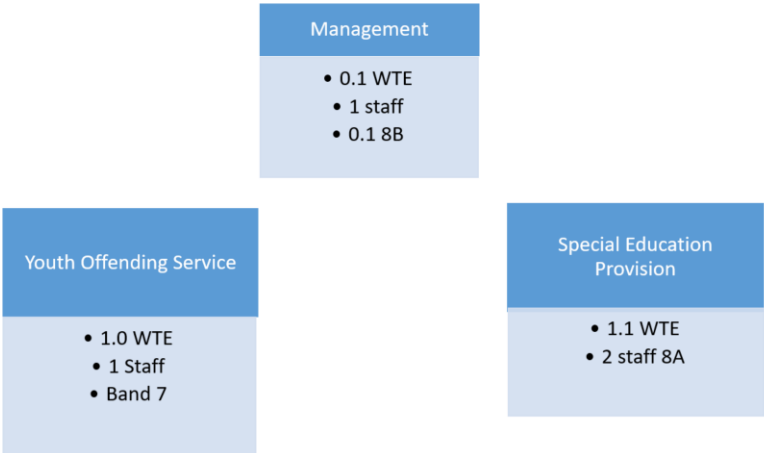 Management
• 0.1 WTE
• 1 staff
• 0.1 8B
Youth Offending Service
• 1.0 WTE
• 1 Staff
• Band 7
Special Education
Provision
• 1.1 WTE
• 2 staff 8A